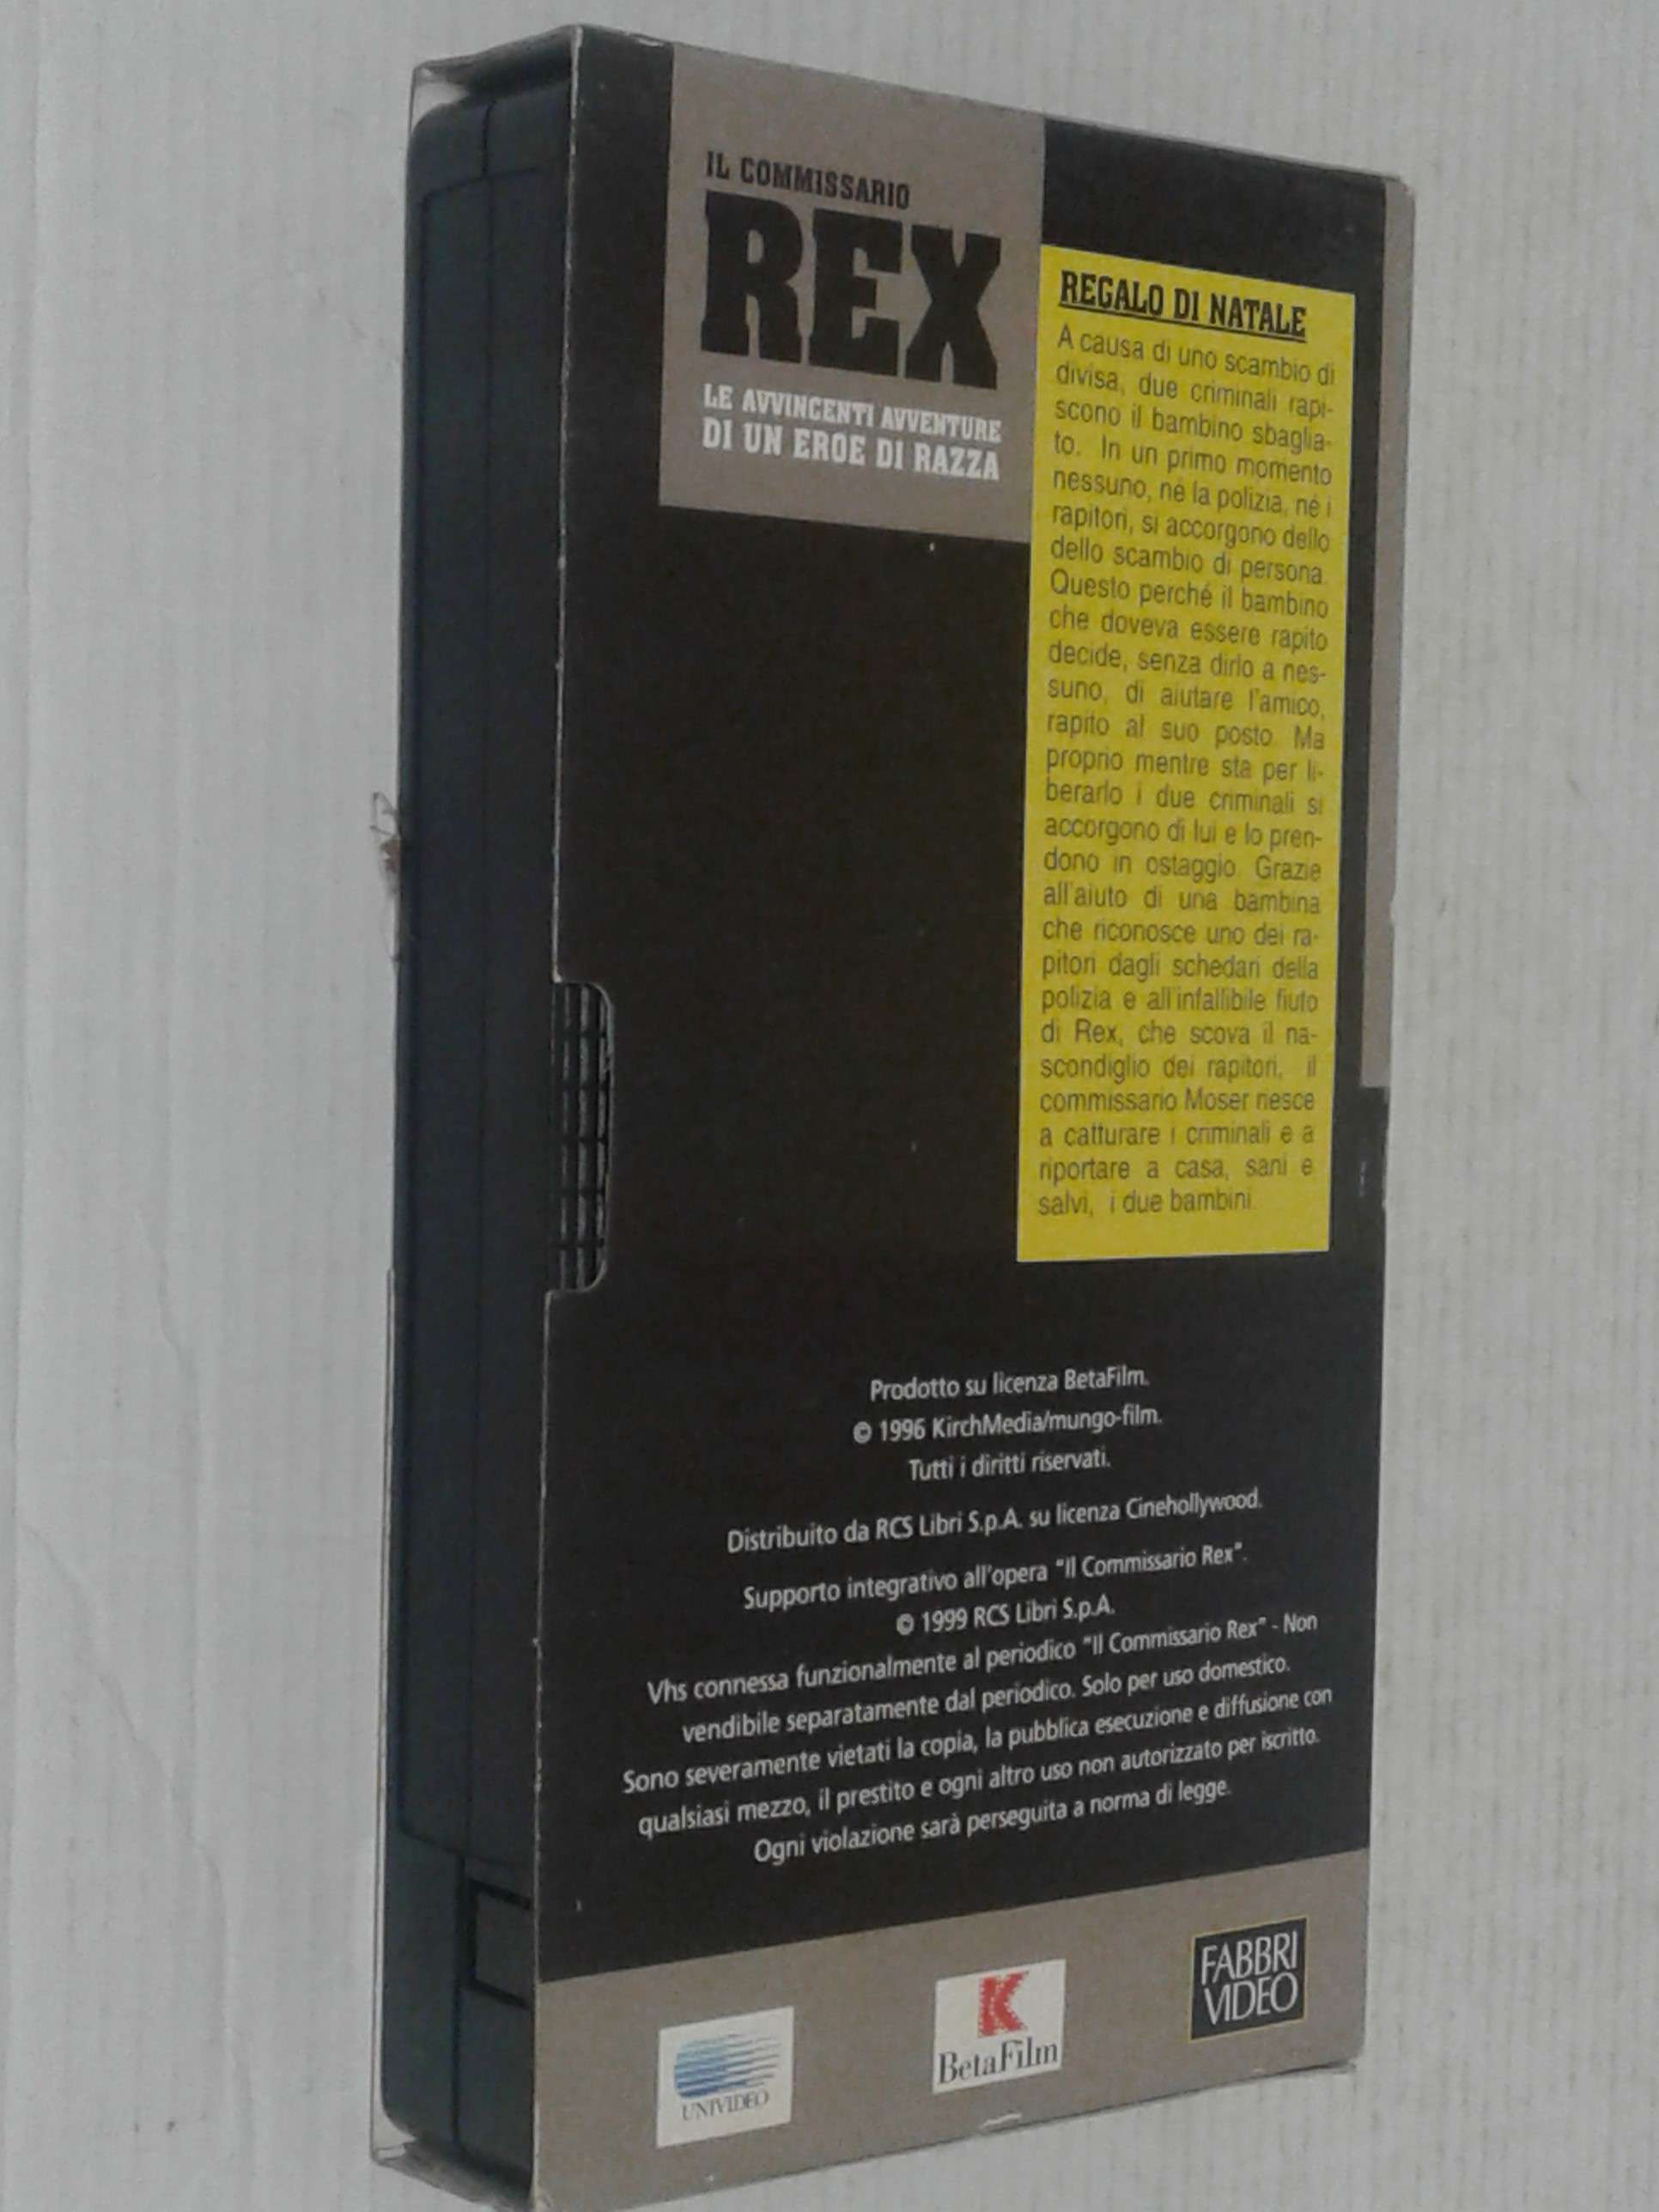 IL COMMISSARIO
REX
LE AVVINCENTI AVVENTURE
DI UN EROE DI RAZZA
REGALO DI NATALE
A causa di uno scambio di
divisa, due criminali rapi-
scono il bambino sbaglia-
to. In un primo momento
nessuno, né la polizia, né i
rapitori, si accorgono dello
dello scambio di persona.
Questo perché il bambino
che doveva essere rapito
decide, senza dirlo a nes-
suno, di aiutare l'amico,
rapito al suo posto. Ma
proprio mentre sta per li-
berarlo i due criminali si
accorgono di lui e lo pren-
dono in ostaggio. Grazie
all'aiuto di una bambina
che riconosce uno dei ra-
pitori dagli schedari della
polizia e all'infallibile fiuto
di Rex, che scova il na-
scondiglio dei rapitori, il
commissario Moser riesce
a catturare i criminali e a
riportare a casa, sani e
salvi, i due bambini.
Prodotto su licenza BetaFilm.
© 1996 KirchMedia/mungo-film.
Tutti i diritti riservati.
Distribuito da RCS Libri S.p.A. su licenza Cinehollywood.
Supporto integrativo all'opera "Il Commissario Rex".
© 1999 RCS Libri S.p.A.
Vhs connessa funzionalmente al periodico "Il Commissario Rex" - Non
vendibile separatamente dal periodico. Solo per uso domestico.
Sono severamente vietati la copia, la pubblica esecuzione e diffusione con
qualsiasi mezzo, il prestito e ogni altro uso non autorizzato per iscritto.
Ogni violazione sarà perseguita a norma di legge.
UNIVIDEO
K
BetaFilm
FABBRI
VIDEO